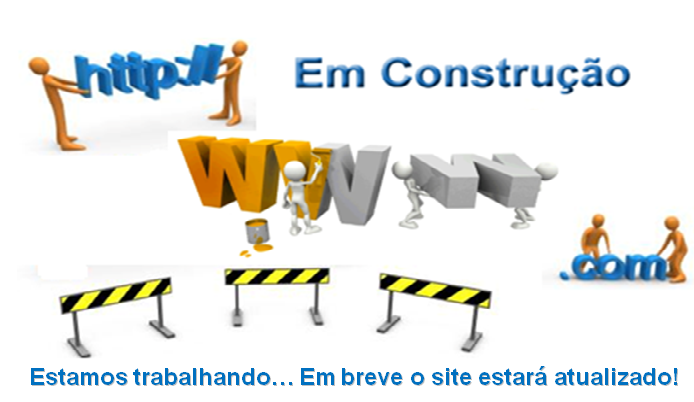 http://
Em Construção
WWW
.com
Estamos trabalhando... Em breve o site estará atualizado!